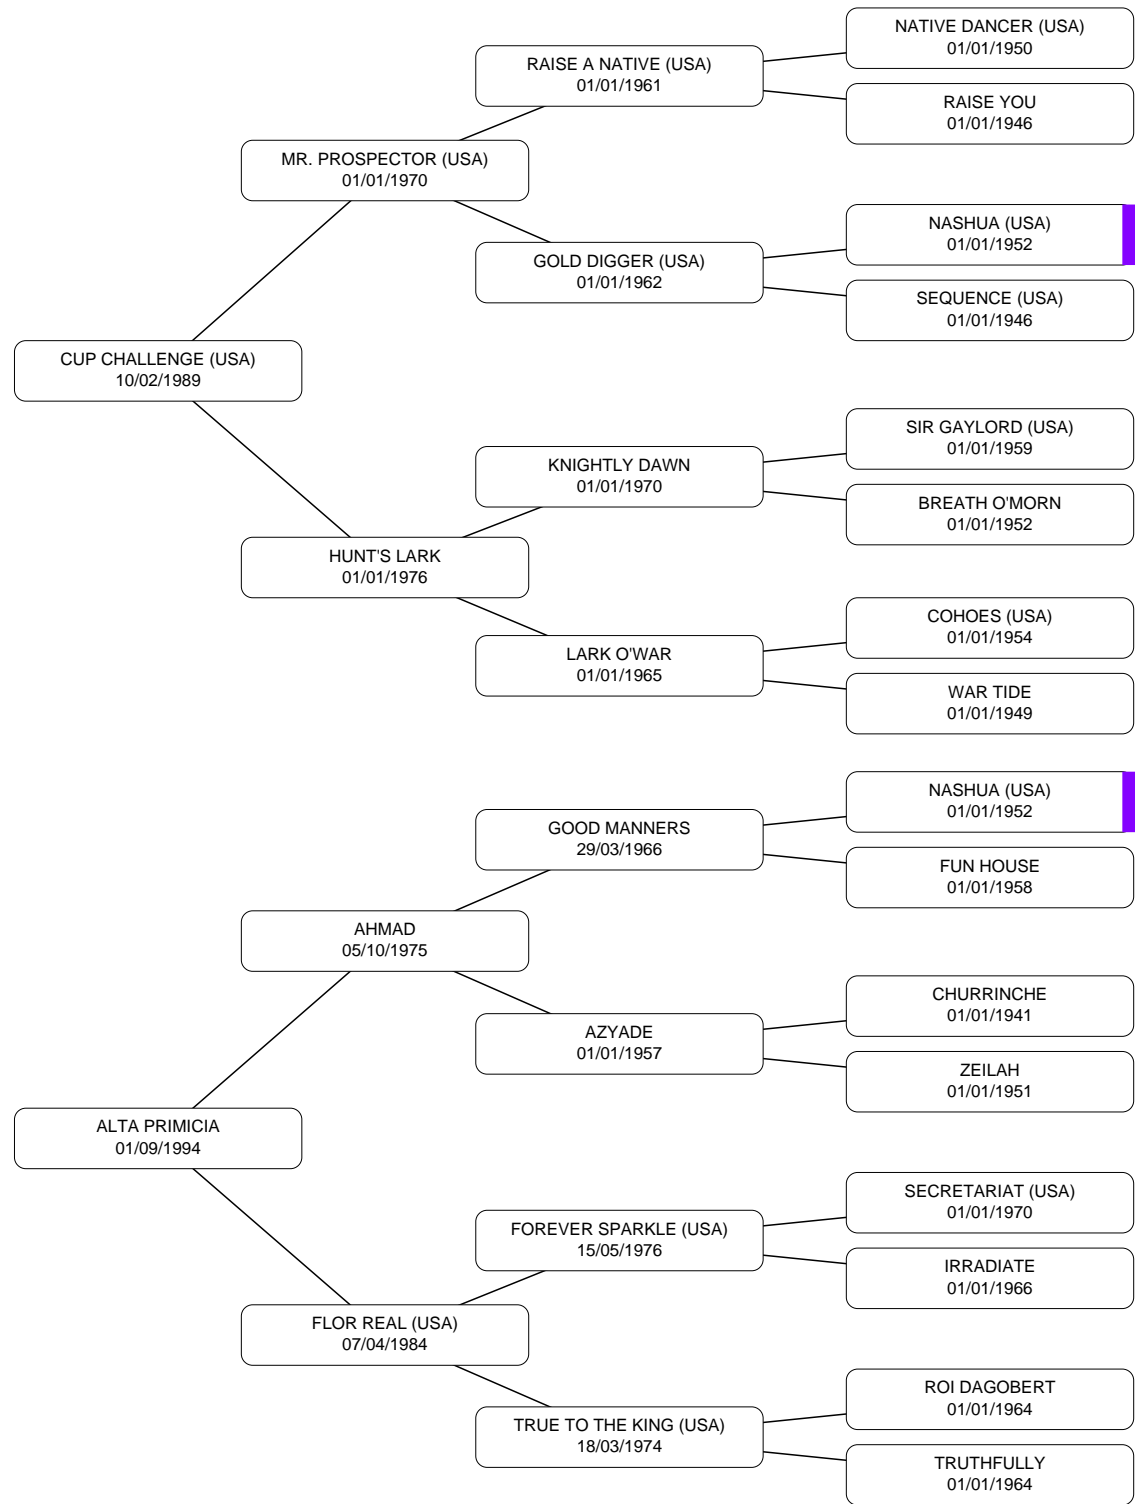 NATIVE DANCER (USA)
01/01/1950
RAISE A NATIVE (USA)
01/01/1961
RAISE YOU
01/01/1946
MR. PROSPECTOR (USA)
01/01/1970
NASHUA (USA)
01/01/1952
GOLD DIGGER (USA)
01/01/1962
SEQUENCE (USA)
01/01/1946
CUP CHALLENGE (USA)
10/02/1989
SIR GAYLORD (USA)
01/01/1959
KNIGHTLY DAWN
01/01/1970
BREATH O'MORN
01/01/1952
HUNT'S LARK
01/01/1976
COHOES (USA)
01/01/1954
LARK O'WAR
01/01/1965
WAR TIDE
01/01/1949
NASHUA (USA)
01/01/1952
GOOD MANNERS
29/03/1966
FUN HOUSE
01/01/1958
AHMAD
05/10/1975
CHURRINCHE
01/01/1941
AZYADE
01/01/1957
ZEILAH
01/01/1951
ALTA PRIMICIA
01/09/1994
SECRETARIAT (USA)
01/01/1970
FOREVER SPARKLE (USA)
15/05/1976
IRRADIATE
01/01/1966
FLOR REAL (USA)
07/04/1984
ROI DAGOBERT
01/01/1964
TRUE TO THE KING (USA)
18/03/1974
TRUTHFULLY
01/01/1964